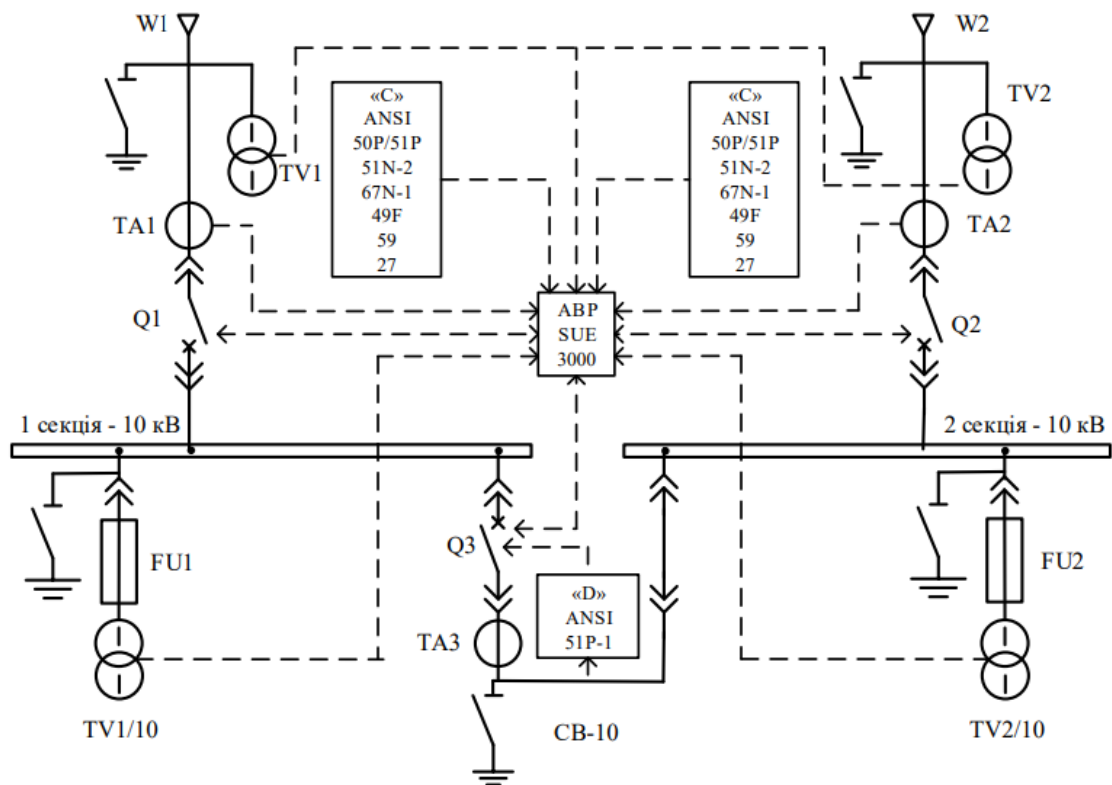 W1
W2
«С»
ANSI
50P/51P
51N-2
67N-1
49F
59
27
«С»
ANSI
50P/51P
51N-2
67N-1
49F
59
27
TV1
TV2
TA1
TA2
Q1
АВР
SUE
3000
Q2
1 секція - 10 кВ
2 секція - 10 кВ
FU1
Q3
«D»
ANSI
51P-1
FU2
TA3
TV1/10
СВ-10
TV2/10